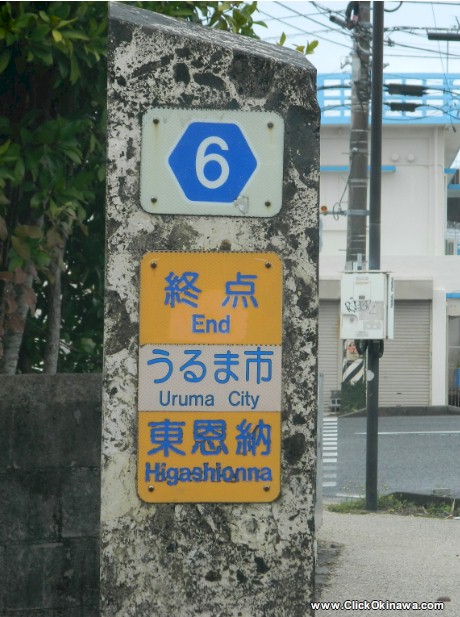 6
終点
End
うるま市
Uruma City
東恩納
Higashionna
www.ClickOkinawa.com